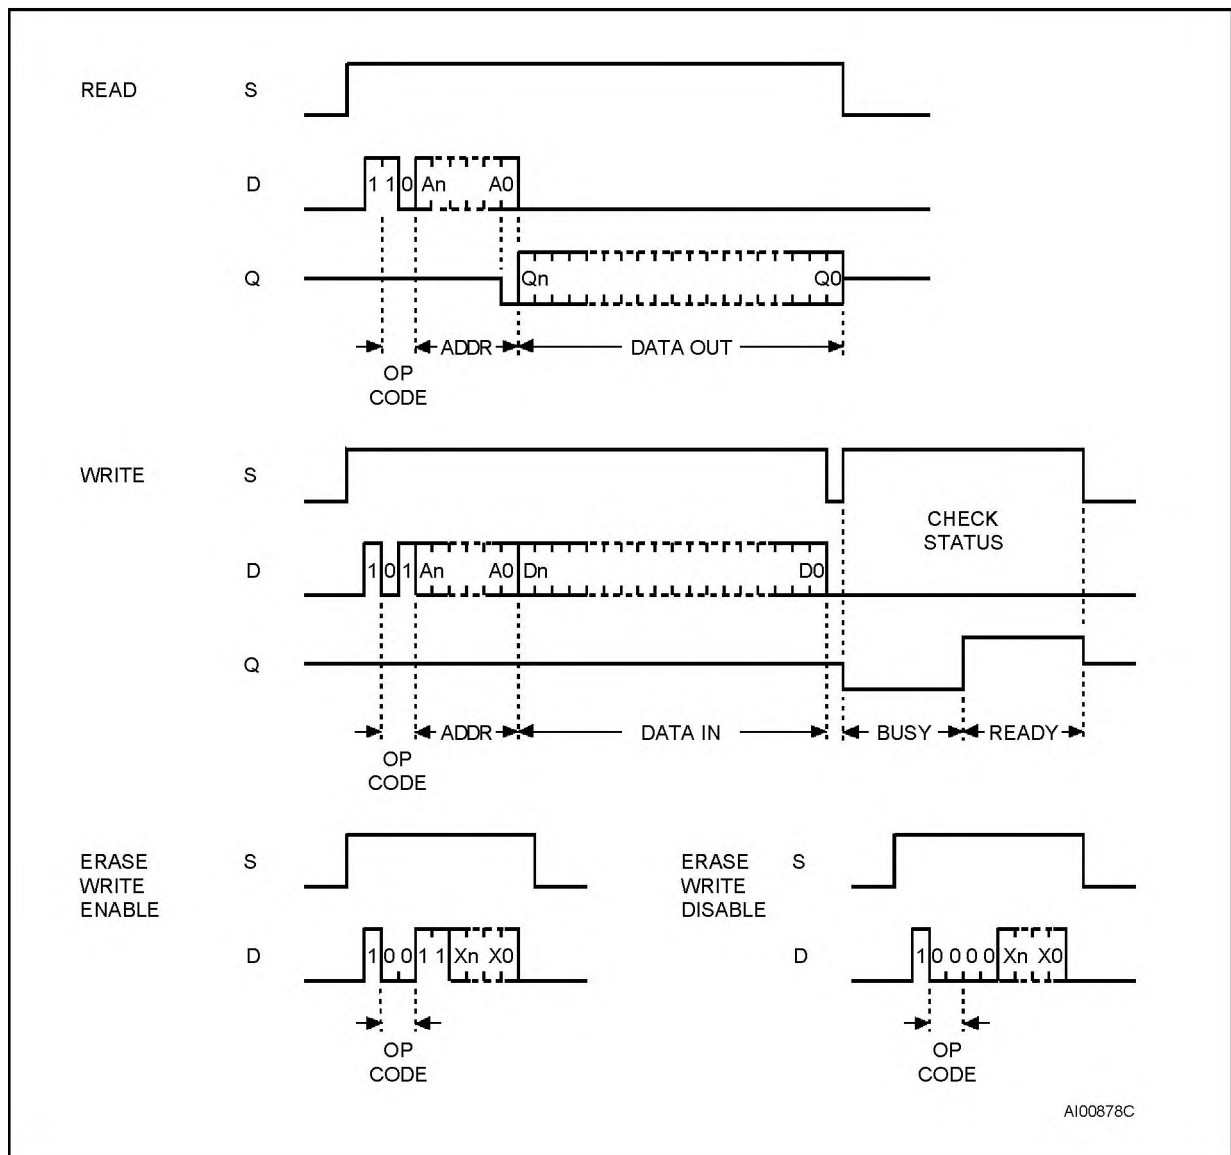 READ S
D 1 1 0 An A0
Q Qn Q0
ADDR DATA OUT
OP
CODE
WRITE S
CHECK
STATUS
D 1 0 1 An A0 Dn D0
Q
ADDR DATA IN BUSY READY
OP
CODE
ERASE S ERASE S
WRITE WRITE
ENABLE DISABLE
D 1 0 0 1 1 Xn X0 D 1 0 0 0 0 Xn X0
OP OP
CODE CODE
AI00878C